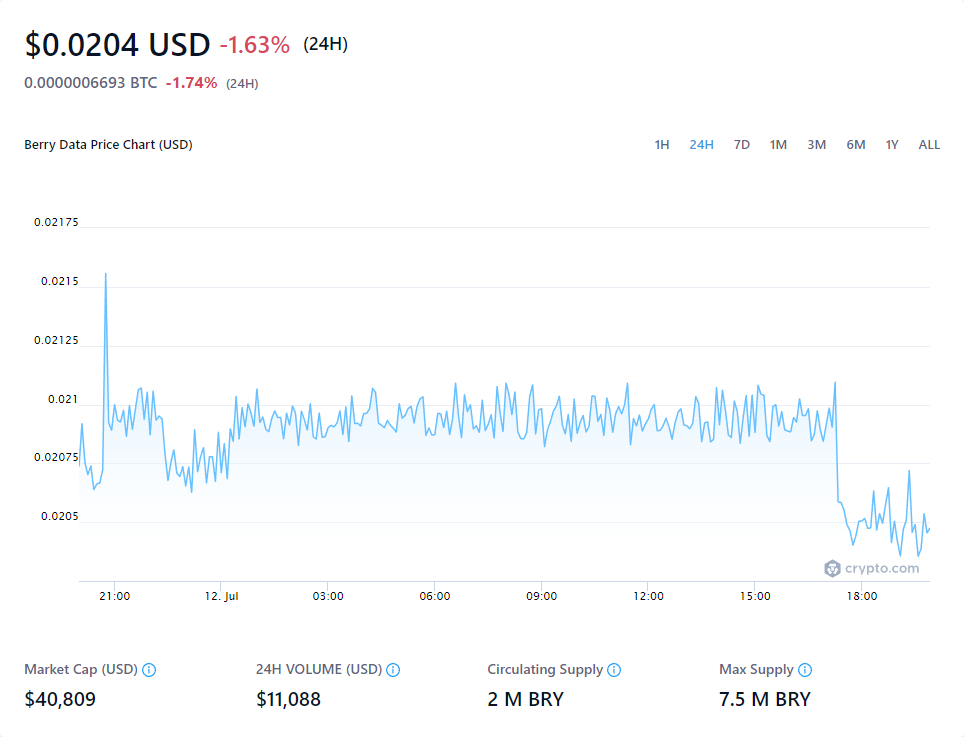 $0.0204 USD -1.63% (24H)
0.0000006693 BTC -1.74% (24H)
Berry Data Price Chart (USD) 1H 24H 7D 1M 3M 6M 1Y ALL
0.02175
0.0215
0.02125
0.021
0.02075
0.0205
crypto.com
21:00 12. Jul 03:00 06:00 09:00 12:00 15:00 18:00
Market Cap (USD) 24H VOLUME (USD) Circulating Supply Max Supply
$40,809 $11,088 2 M BRY 7.5 M BRY